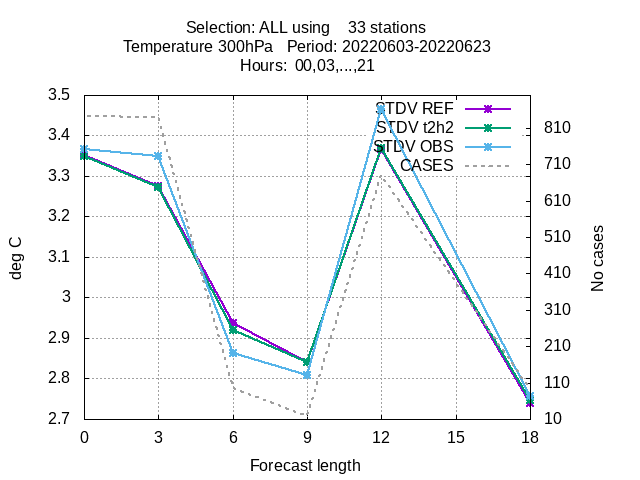 Selection: ALL using 33 stations
Temperature 300hPa Period: 20220603-20220623
Hours: 00,03,...,21
STDV REF
STDV t2h2
STDV OBS
CASES
3.5
3.4
3.3
3.2
3.1
3
2.9
2.8
2.7
deg C
810
710
610
510
410
310
210
110
10
No cases
0 3 6 9 12 15 18
Forecast length